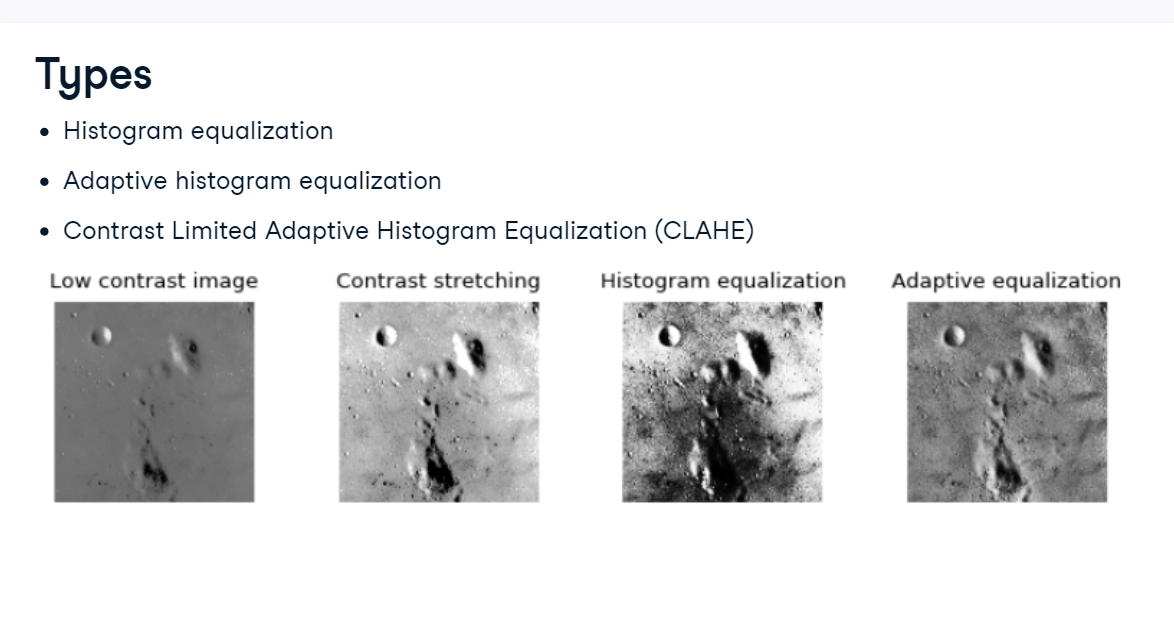 Types
• Histogram equalization
• Adaptive histogram equalization
• Contrast Limited Adaptive Histogram Equalization (CLAHE)
Low contrast image Contrast stretching Histogram equalization Adaptive equalization